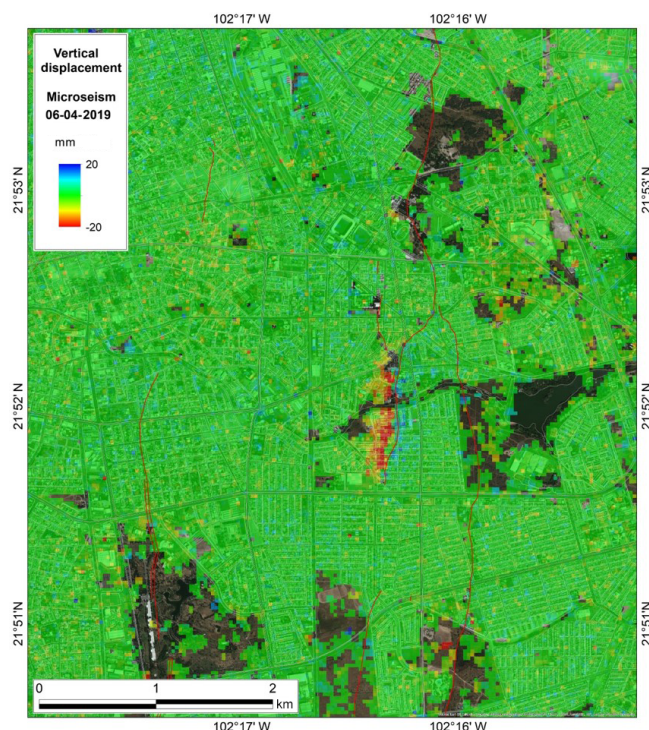 102°17' W
102°16' W
Vertical
displacement
Microseism
06-04-2019
mm
20
-20
21°53' N
21°53' N
21°52' N
21°52' N
21°51' N
21°51' N
0
1
2
km
102°17' W
102°16' W